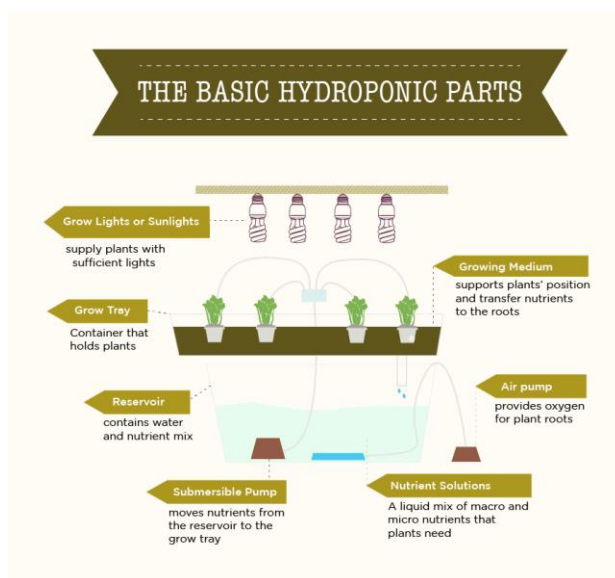 THE BASIC HYDROPONIC PARTS
Grow Lights or Sunlights
supply plants with
sufficient lights
Growing Medium
supports plants' position
and transfer nutrients
to the roots
Grow Tray
Container that
holds plants
Reservoir
contains water
and nutrient mix
Air pump
provides oxygen
for plant roots
Submersible Pump
moves nutrients from
the reservoir to the
grow tray
Nutrient Solutions
A liquid mix of macro and
micro nutrients that
plants need